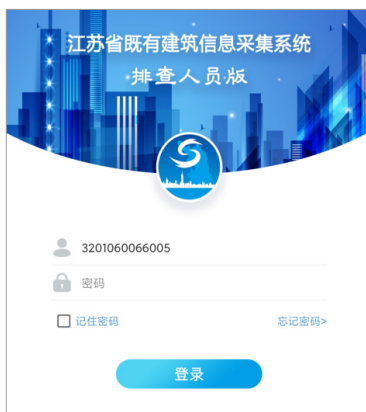 江苏省既有建筑信息采集系统
排查人员版
3201060066005
密码
记住密码 忘记密码>
登录